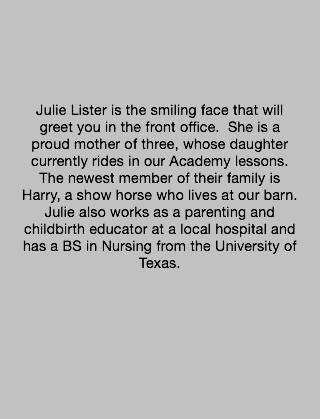 Julie Lister is the smiling face that will
greet you in the front office.  She is a
proud mother of three, whose daughter
currently rides in our Academy lessons.
The newest member of their family is
Harry, a show horse who lives at our barn.
Julie also works as a parenting and
childbirth educator at a local hospital and
has a BS in Nursing from the University of
Texas.